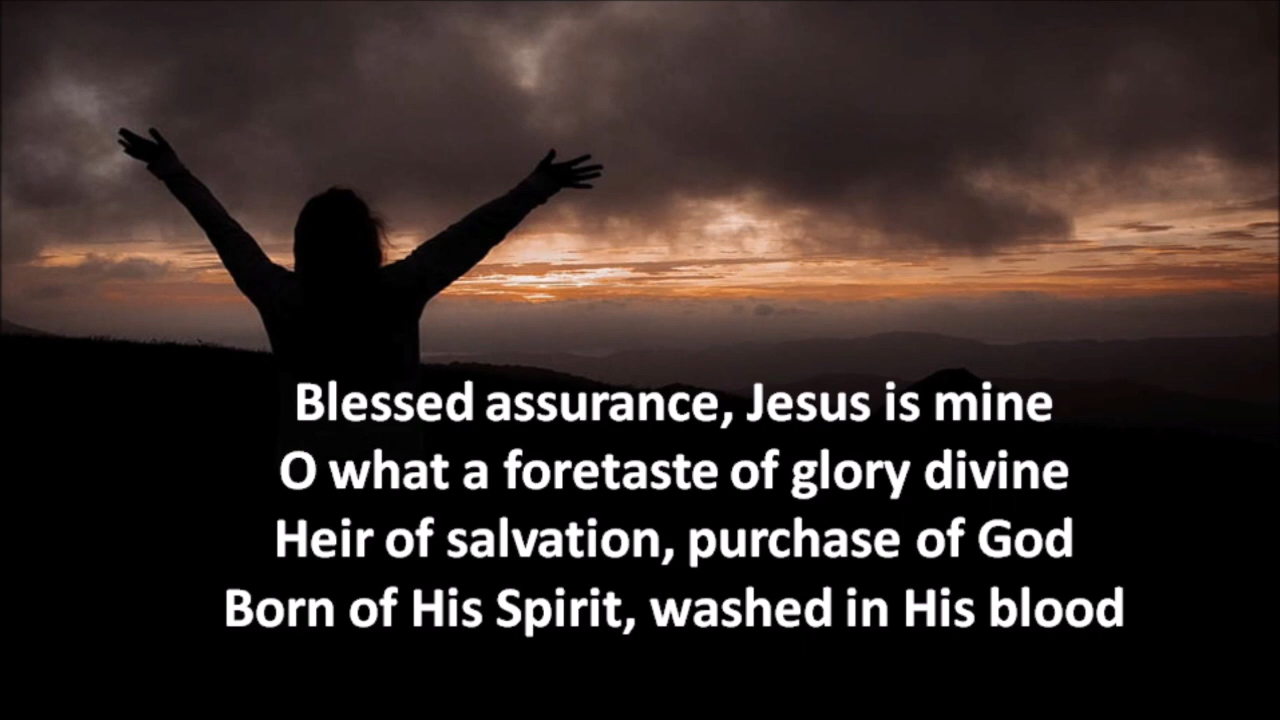 Blessed assurance, Jesus is mine
O what a foretaste of glory divine
Heir of salvation, purchase of God
Born of His Spirit, washed in His blood